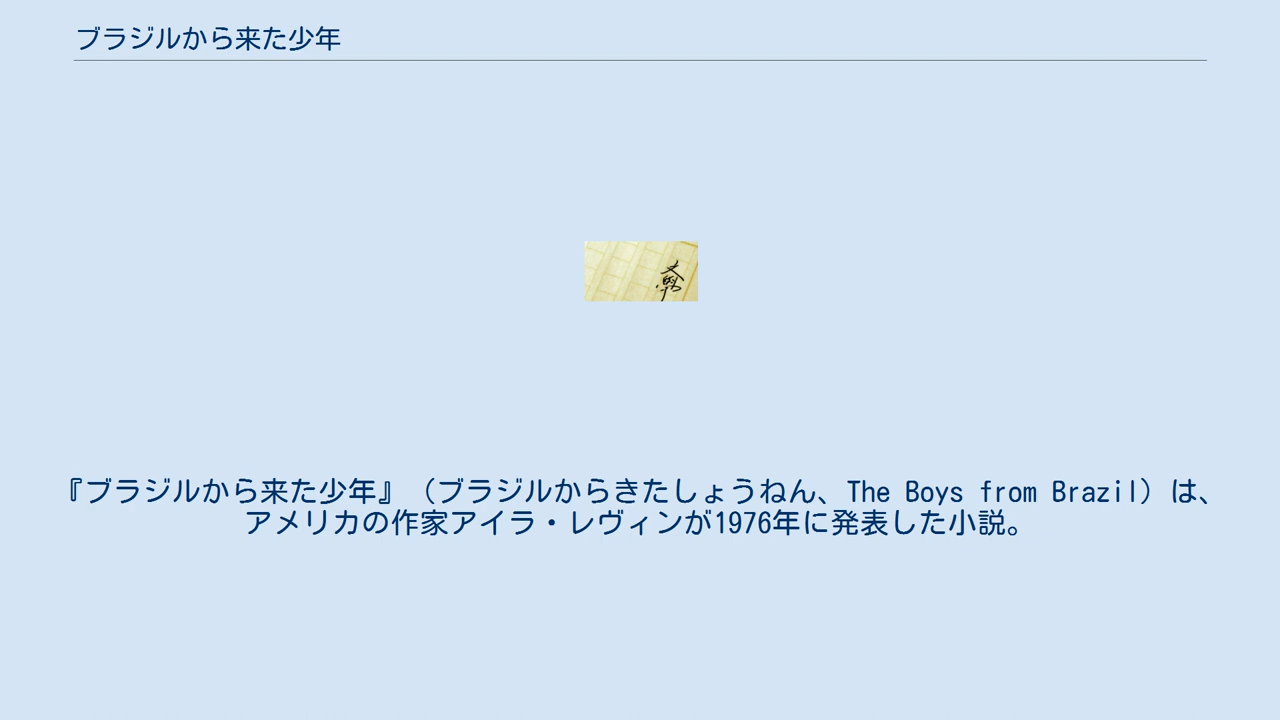 ブラジルから来た少年
『ブラジルから来た少年』（ブラジルからきたしょうねん、The Boys from Brazil）は、
アメリカの作家アイラ・レヴィンが1976年に発表した小説。